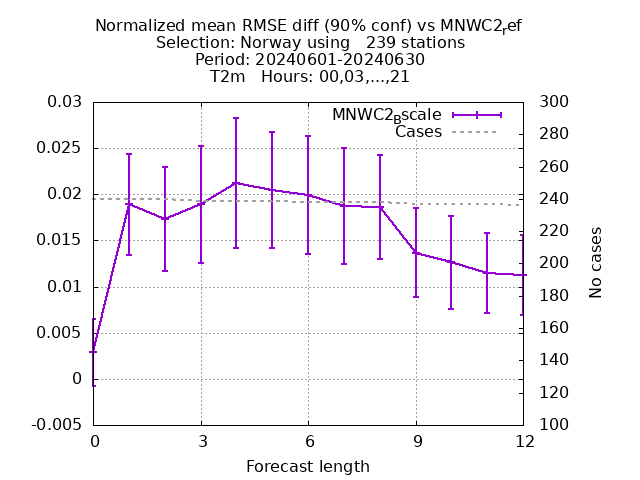 Normalized mean RMSE diff (90% conf) vs MNWC2ref
Selection: Norway using   239 stations
Period: 20240601-20240630
T2m   Hours: 00,03,...,21
MNWC2Bscale
Cases
0.03
0.025
0.02
0.015
0.01
0.005
0
-0.005
300
280
260
240
220
200
180
160
140
120
100
No cases
0 3 6 9 12
Forecast length